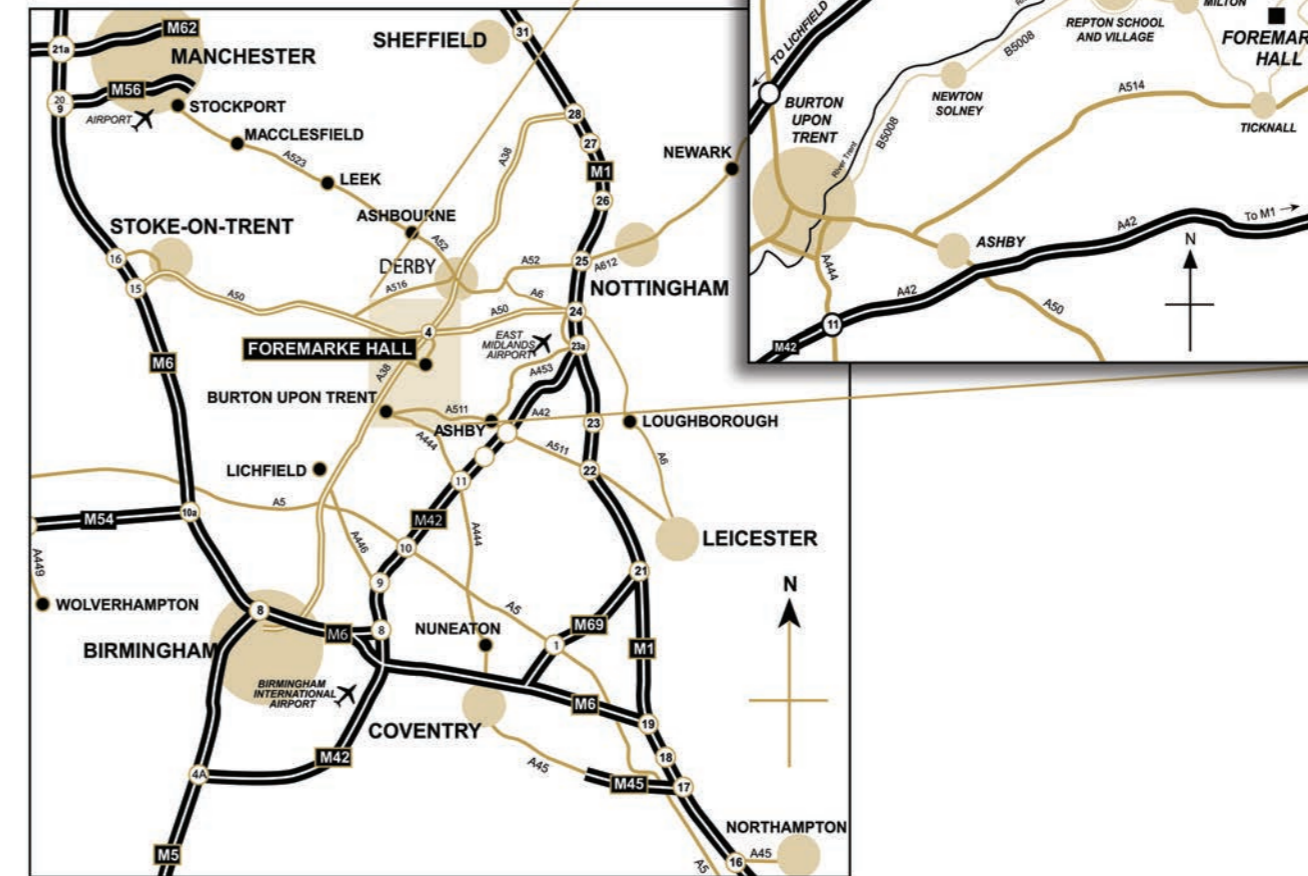 M62
21a
MANCHESTER
M56
20
9
AIRPORT
STOCKPORT
MACCLESFIELD
A523
LEEK
SHEFFIELD
31
28
27
M1
26
A38
NEWARK
ASHBOURNE
A52
STOKE-ON-TRENT
16
15
DERBY
A516
A52
25
A612
NOTTINGHAM
A6
A50
A50
24
4
FOREMARKE HALL
EAST
MIDLANDS
AIRPORT
23a
A453
M6
A38
BURTON UPON TRENT
A511
A42
ASHBY
A444
23
LOUGHBOROUGH
A511
22
A6
LICHFIELD
11
A5
M54
10a
M42
A444
A446
10
LEICESTER
A449
9
21
N
WOLVERHAMPTON
8
A5
M6
8
NUNEATON
M69
1
M1
BIRMINGHAM
BIRMINGHAM
INTERNATIONAL
AIRPORT
M6
COVENTRY
19
18
M42
4A
A45
M45
17
NORTHAMPTON
M5
16
A45
A5
TO LICHFIELD
MILTON
REPTON SCHOOL
AND VILLAGE
B5008
FOREMAR
HALL
NEWTON
SOLNEY
A514
BURTON
UPON
TRENT
B5008
River Trent
TICKNALL
To M1
A42
ASHBY
N
A444
A42
A50
11
M42